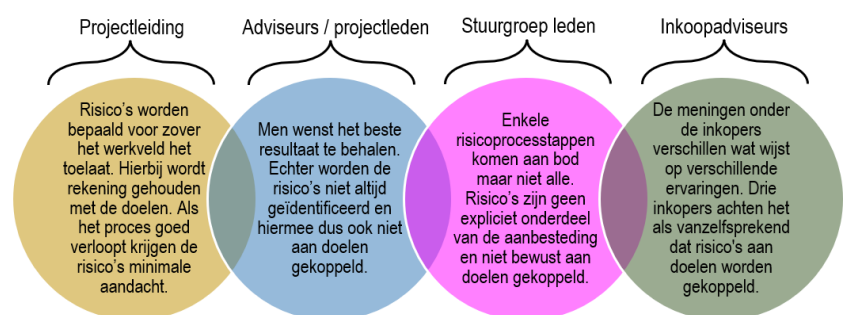 Projectleiding
Adviseurs / projectleden
Stuurgroep leden
Inkoopadviseurs
Risico's worden
bepaald voor zover
het werkveld het
toelaat. Hierbij wordt
rekening gehouden
met de doelen. Als
het proces goed
verloopt krijgen de
risico's minimale
aandacht.
Men wenst het beste
resultaat te behalen.
Echter worden de
risico's niet altijd
geïdentificeerd en
hiermee dus ook niet
aan doelen
gekoppeld.
Enkele
risicoprocesstappen
komen aan bod
maar niet alle.
Risico's zijn geen
expliciet onderdeel
van de aanbesteding
en niet bewust aan
doelen gekoppeld.
De meningen onder
de inkopers
verschillen wat wijst
op verschillende
ervaringen. Drie
inkopers achten het
als vanzelfsprekend
dat risico's aan
doelen worden
gekoppeld.